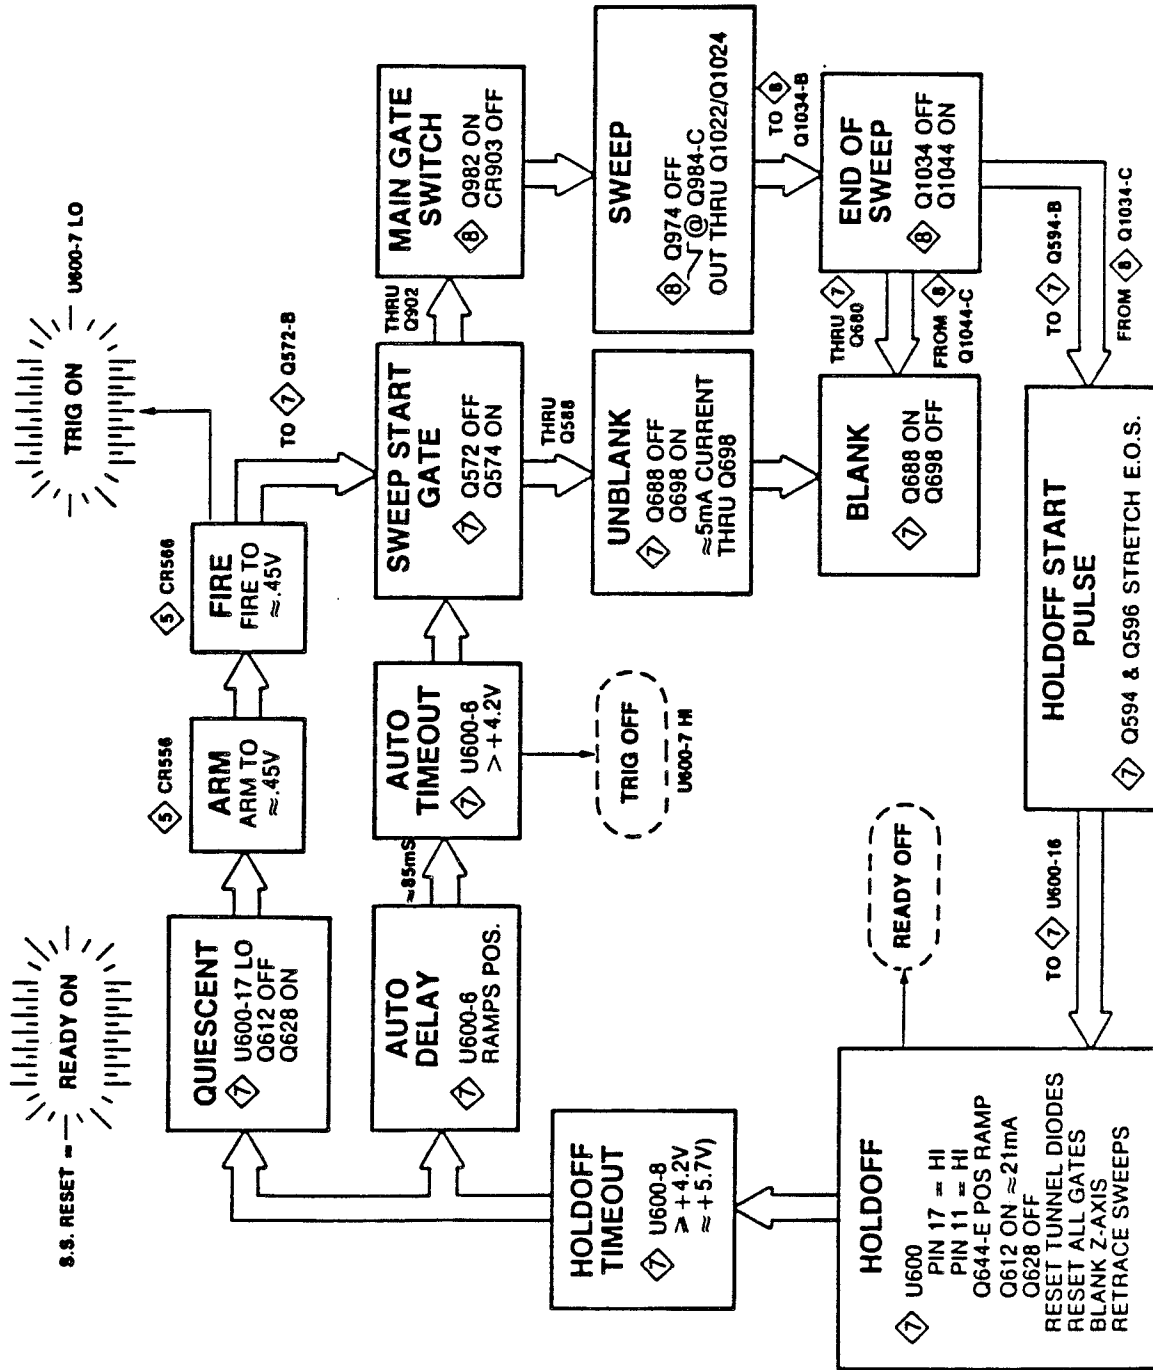 S.S. RESET =
READY ON
TRIG ON
U600-7 LO
QUIESCENT
7 U600-17 LO
Q612 OFF
Q628 ON
5 CR556
ARM
ARM TO
≈.45V
5 CR566
FIRE
FIRE TO
≈.45V
TO 7 Q572-B
AUTO
DELAY
7 U600-6
RAMPS POS.
≈85mS
AUTO
TIMEOUT
7 U600-6
> +4.2V
SWEEP START
GATE
7 Q572 OFF
Q574 ON
THRU
Q902
MAIN GATE
SWITCH
8 Q982 ON
CR903 OFF
HOLDOFF
TIMEOUT
7 U600-8
⩾ +4.2V
≈ +5.7V)
TRIG OFF
U600-7 HI
THRU
Q588
UNBLANK
7 Q688 OFF
Q698 ON
≈5mA CURRENT
THRU Q698
SWEEP
8 Q974 OFF
@ Q984-C
OUT THRU Q1022/Q1024
TO 8
Q1034-B
HOLDOFF
7 U600
PIN 17 = HI
PIN 11 = HI
Q644-E POS RAMP
Q612 ON ≈21mA
Q628 OFF
RESET TUNNEL DIODES
RESET ALL GATES
BLANK Z-AXIS
RETRACE SWEEPS
READY OFF
BLANK
7 Q688 ON
Q698 OFF
THRU 7
Q680
FROM 8
Q1044-C
END OF
SWEEP
8 Q1034 OFF
Q1044 ON
TO 7 U600-16
HOLDOFF START
PULSE
7 Q594 & Q596 STRETCH E.O.S.
TO 7 Q594-B
FROM 8 Q1034-C